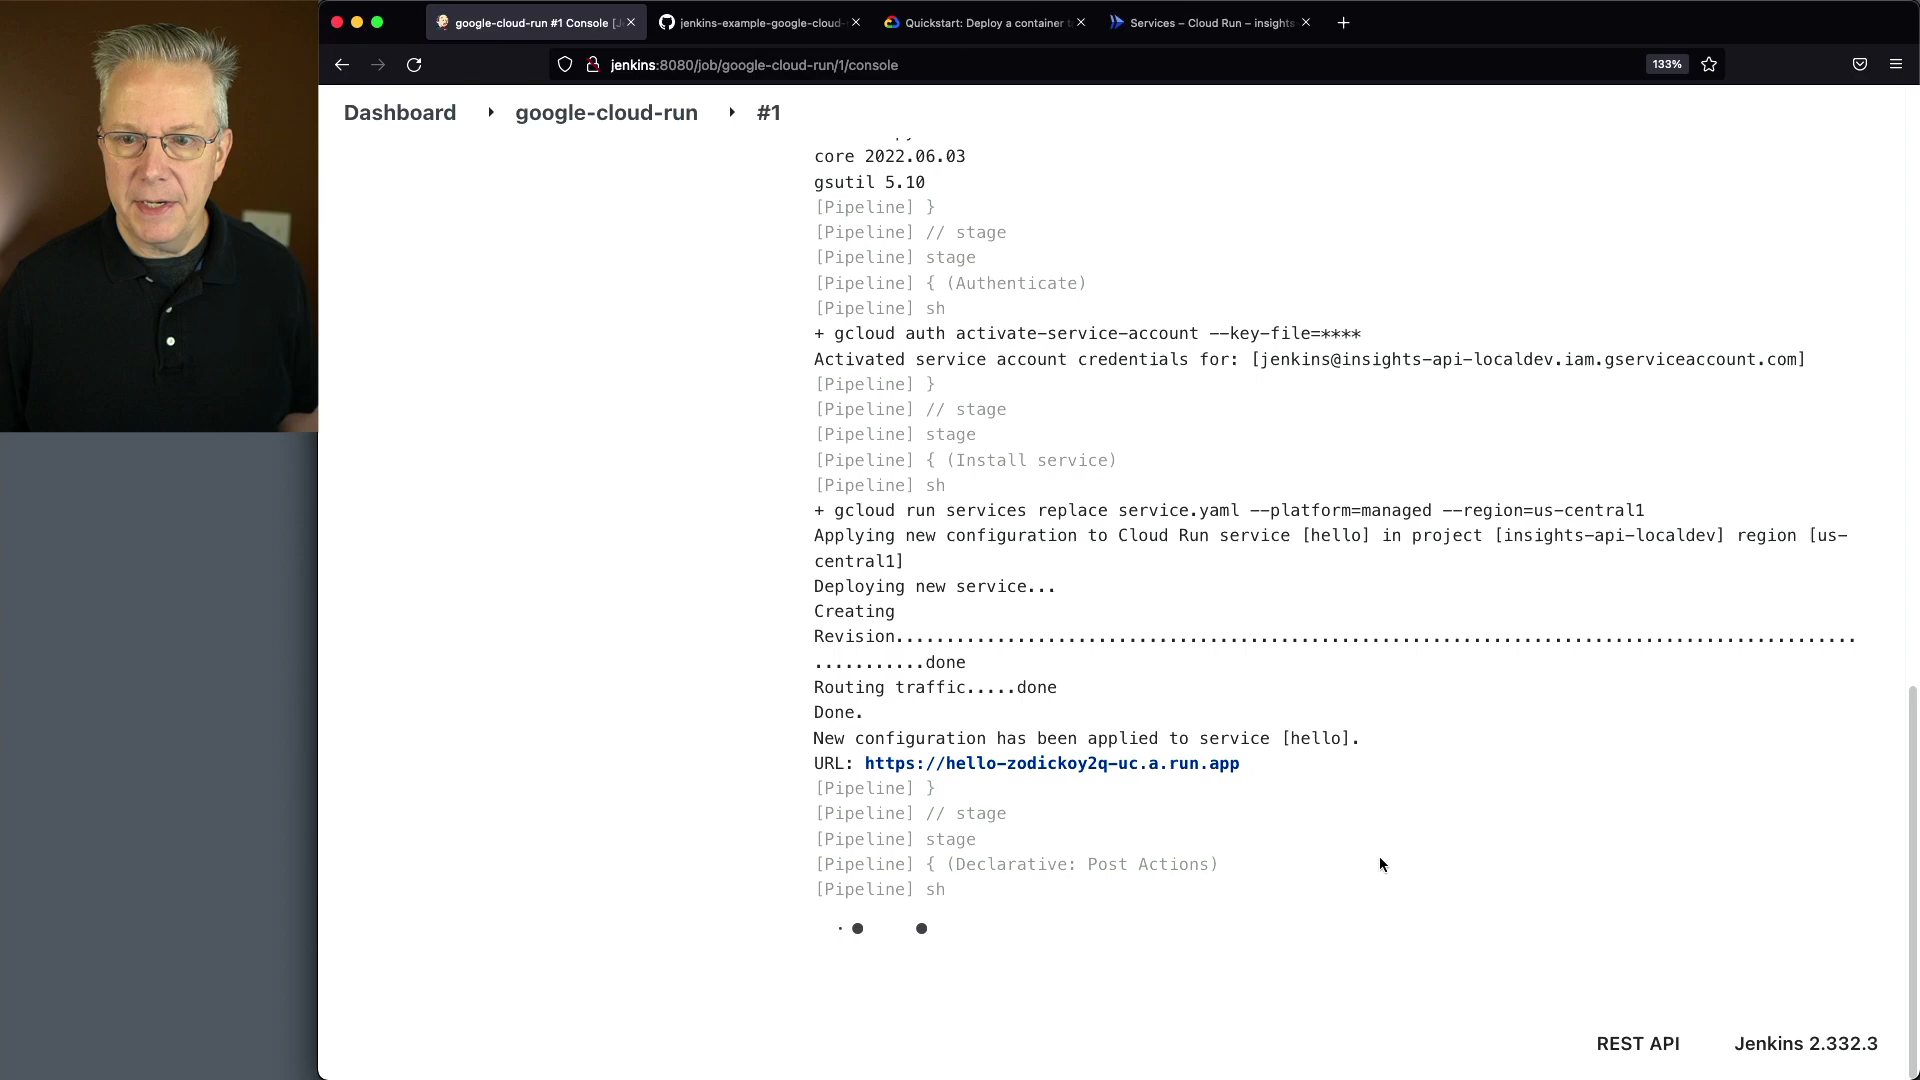 google-cloud-run #1 Console [J
jenkins-example-google-cloud-
Quickstart: Deploy a container t
Services – Cloud Run – insights
jenkins:8080/job/google-cloud-run/1/console
133%
Dashboard
google-cloud-run
#1
core 2022.06.03
gsutil 5.10
[Pipeline] }
[Pipeline] // stage
[Pipeline] stage
[Pipeline] { (Authenticate)
[Pipeline] sh
+ gcloud auth activate-service-account --key-file=****
Activated service account credentials for: [jenkins@insights-api-localdev.iam.gserviceaccount.com]
[Pipeline] }
[Pipeline] // stage
[Pipeline] stage
[Pipeline] { (Install service)
[Pipeline] sh
+ gcloud run services replace service.yaml --platform=managed --region=us-central1
Applying new configuration to Cloud Run service [hello] in project [insights-api-localdev] region [us-
central1]
Deploying new service...
Creating
Revision...............................................................................................
...........done
Routing traffic.....done
Done.
New configuration has been applied to service [hello].
URL: https://hello-zodickoy2q-uc.a.run.app
[Pipeline] }
[Pipeline] // stage
[Pipeline] stage
[Pipeline] { (Declarative: Post Actions)
[Pipeline] sh
REST API
Jenkins 2.332.3